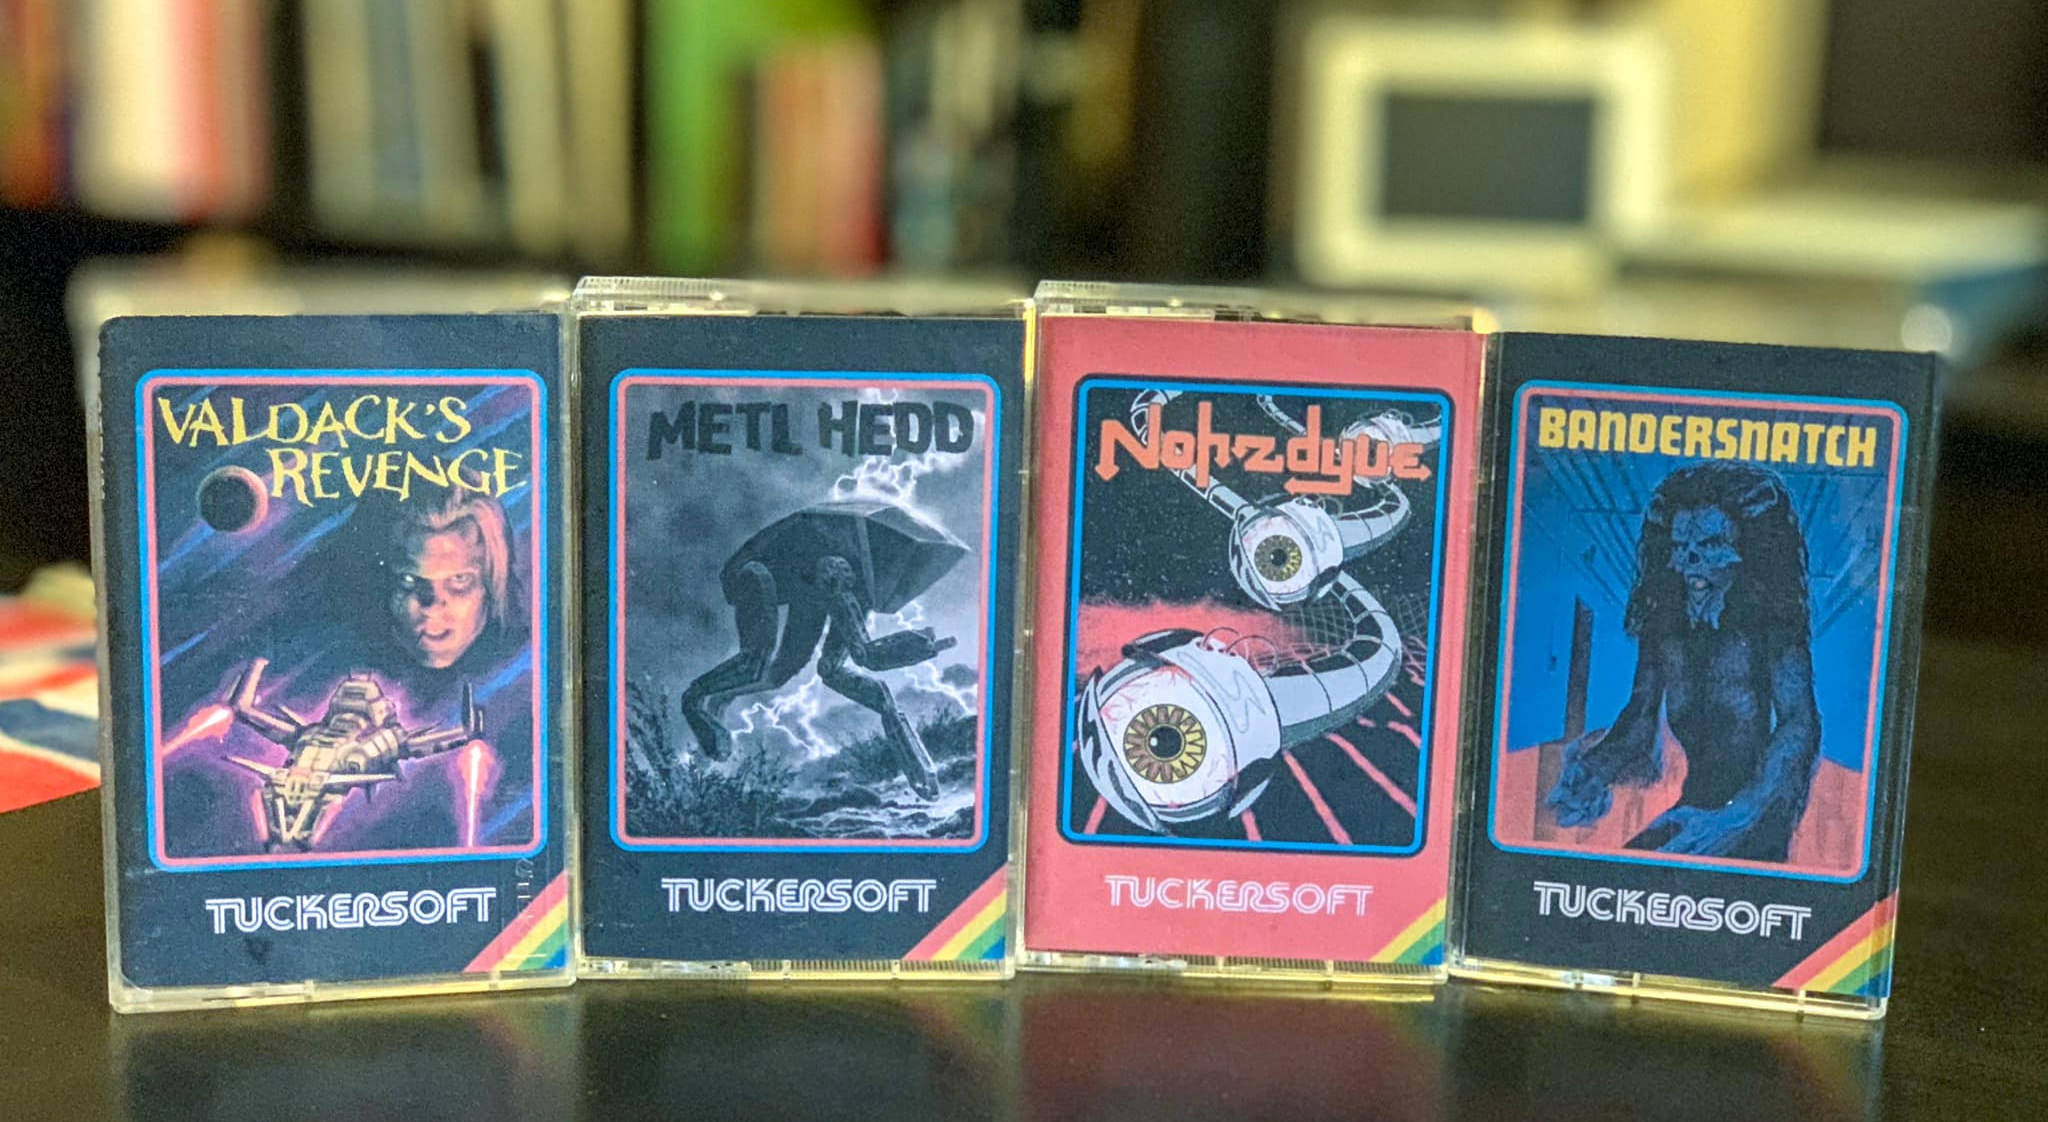 VALDACK'S
REVENGE
TUCKERSOFT
METL HEDD
TUCKERSOFT
Nohzdyve
TUCKERSOFT
BANDERSNATCH
TUCKERSOFT